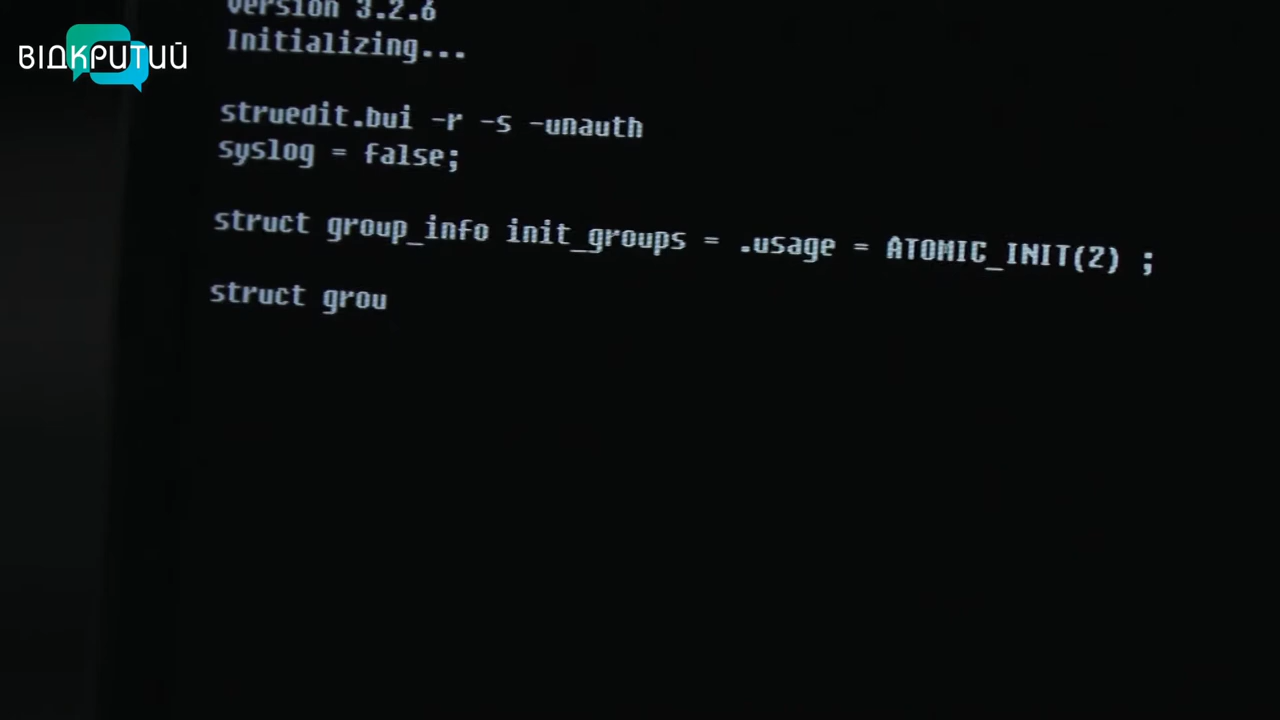 ВІДКРИТИЙ
Version 3.2.6
Initializing...
struedit.bui -r -s -unauth
syslog = false;
struct group_info init_groups = .usage = ATOMIC_INIT(2) ;
struct grou